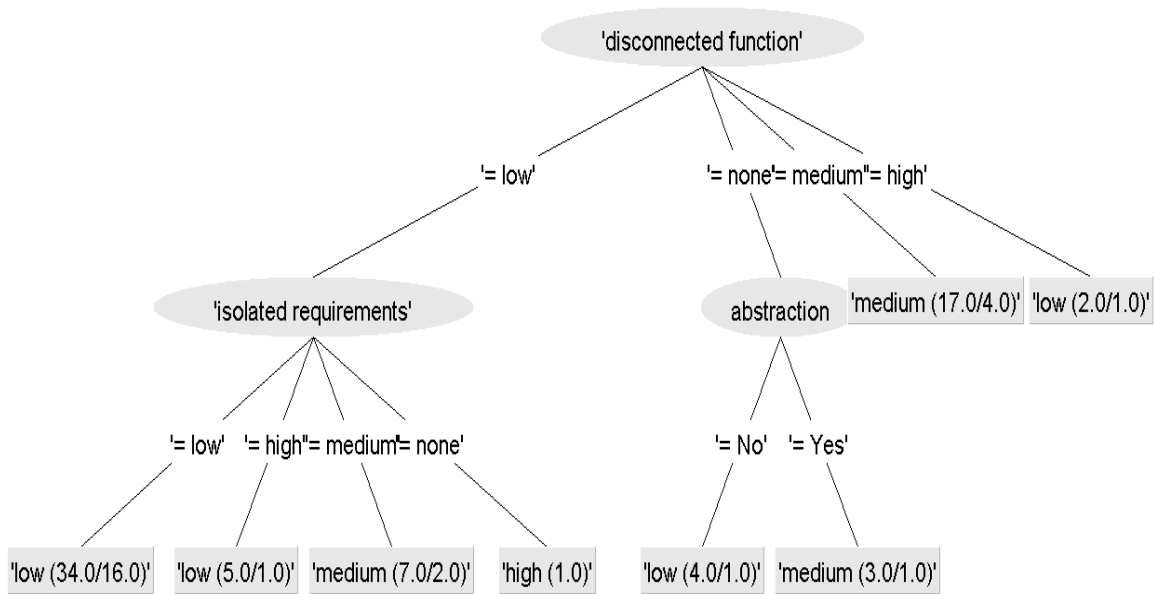 'disconnected function'
'= low' '= none' '= medium' '= high'
'isolated requirements' abstraction 'medium (17.0/4.0)' 'low (2.0/1.0)'
'= low' '= high' '= medium' '= none' '= No' '= Yes'
'low (34.0/16.0)' 'low (5.0/1.0)' 'medium (7.0/2.0)' 'high (1.0)' 'low (4.0/1.0)' 'medium (3.0/1.0)'